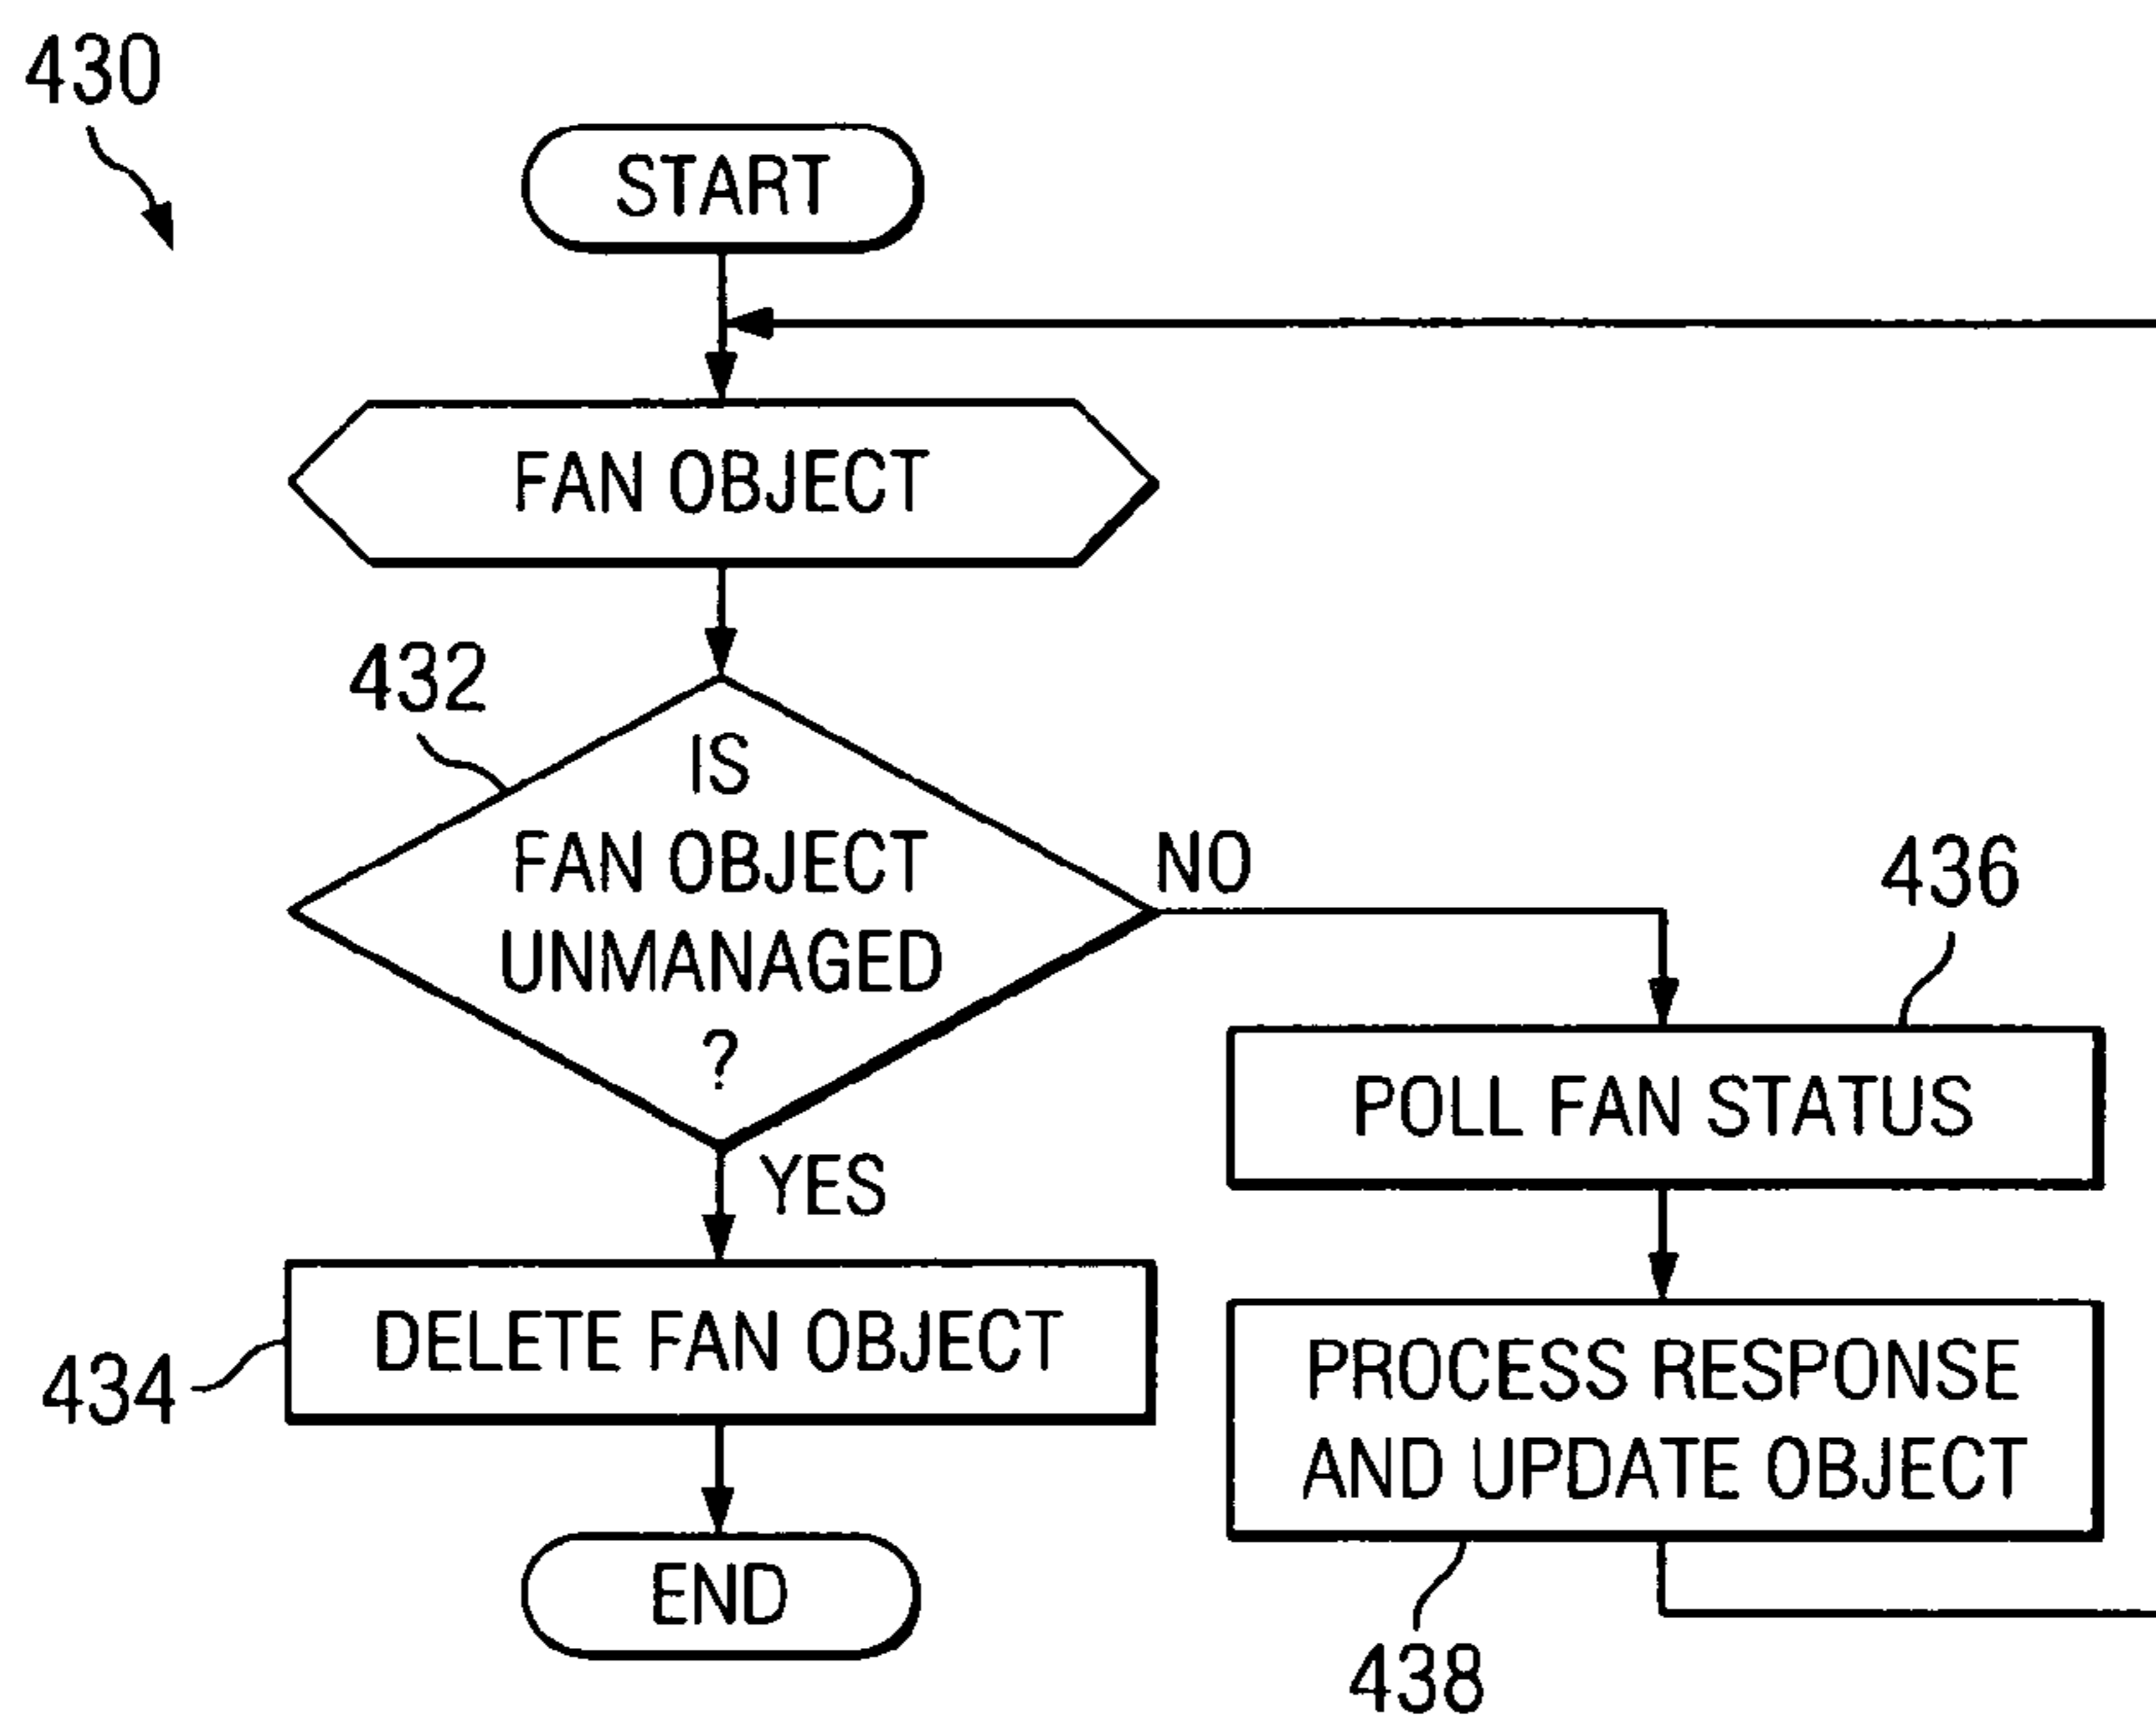 430
START
FAN OBJECT
432
IS
FAN OBJECT
UNMANAGED
?
NO
YES
436
POLL FAN STATUS
434
DELETE FAN OBJECT
PROCESS RESPONSE
AND UPDATE OBJECT
438
END